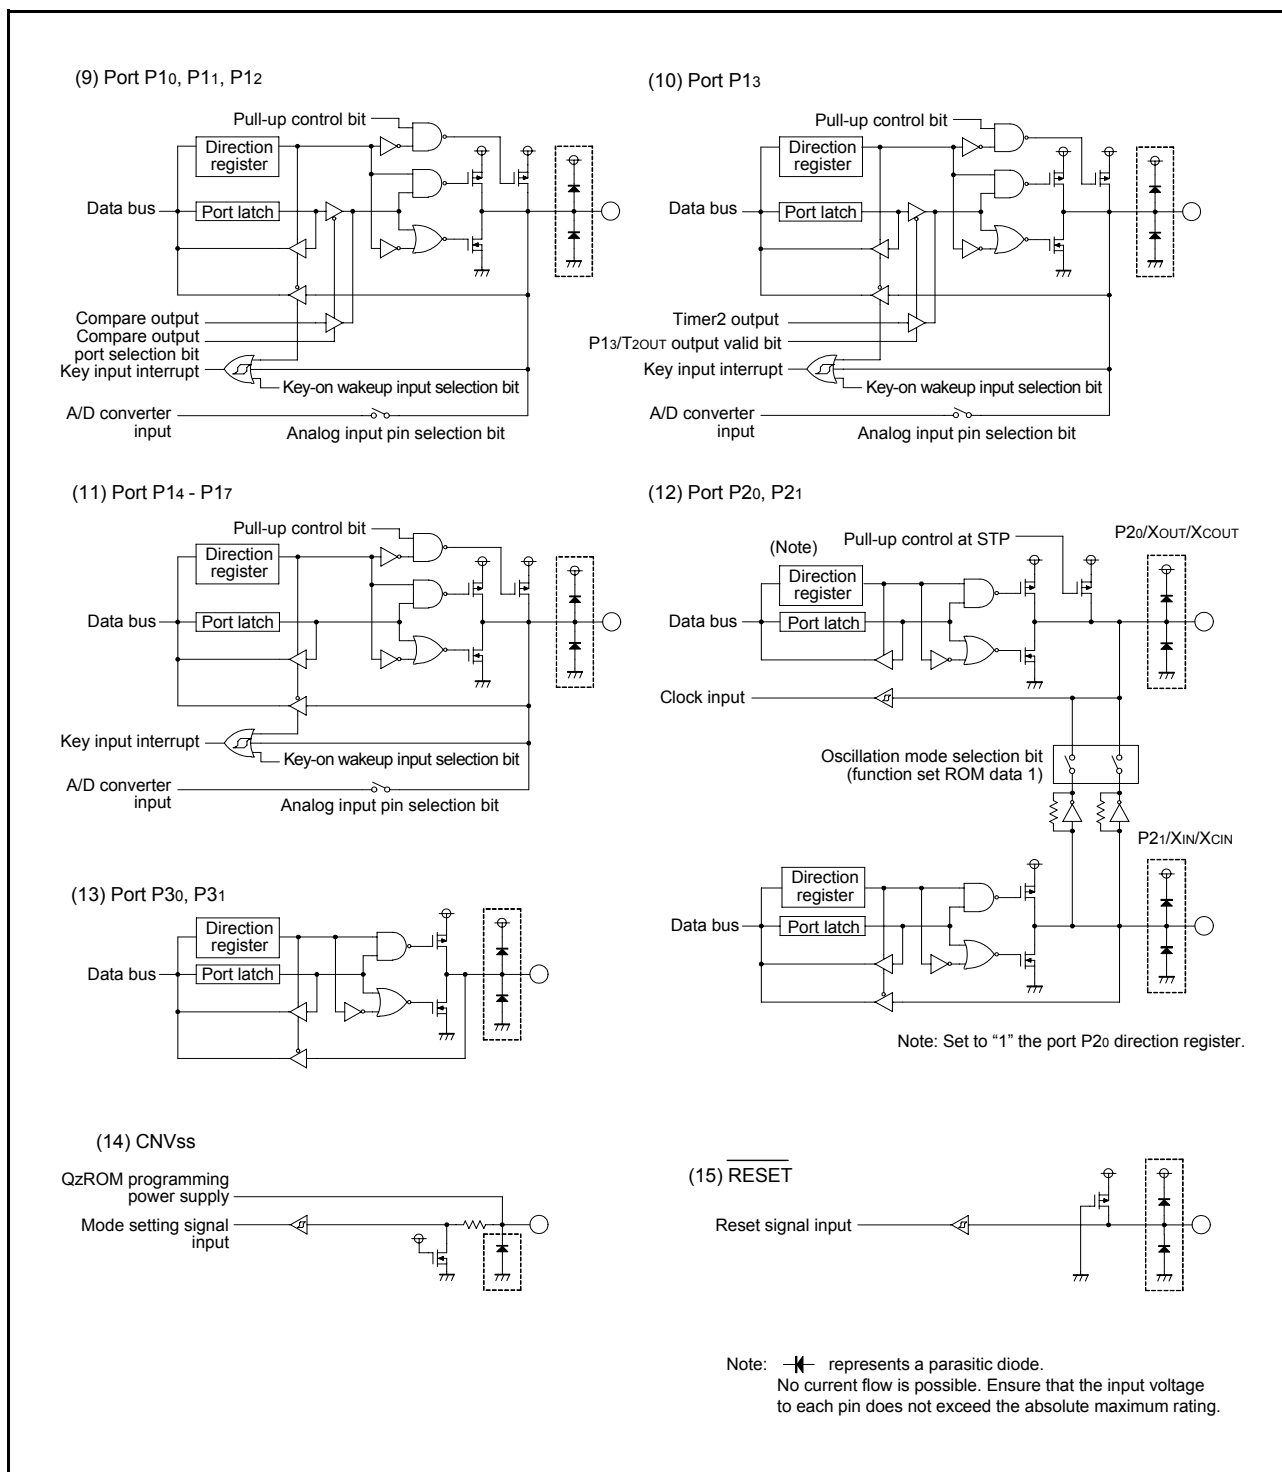 (9) Port P10, P11, P12
Pull-up control bit
Direction
register
Data bus
Port latch
Compare output
Compare output
port selection bit
Key input interrupt
Key-on wakeup input selection bit
A/D converter
input
Analog input pin selection bit
(10) Port P13
Pull-up control bit
Direction
register
Data bus
Port latch
Timer2 output
P13/T2OUT output valid bit
Key input interrupt
Key-on wakeup input selection bit
A/D converter
input
Analog input pin selection bit
(11) Port P14 - P17
Pull-up control bit
Direction
register
Data bus
Port latch
Key input interrupt
Key-on wakeup input selection bit
A/D converter
input
Analog input pin selection bit
(12) Port P20, P21
(Note)
Pull-up control at STP
P20/XOUT/XCOUT
Direction
register
Data bus
Port latch
Clock input
Oscillation mode selection bit
(function set ROM data 1)
P21/XIN/XCIN
Direction
register
Data bus
Port latch
Note: Set to “1” the port P20 direction register.
(13) Port P30, P31
Direction
register
Data bus
Port latch
(14) CNVss
QzROM programming
power supply
Mode setting signal
input
(15) RESET
Reset signal input
Note: represents a parasitic diode.
No current flow is possible. Ensure that the input voltage
to each pin does not exceed the absolute maximum rating.